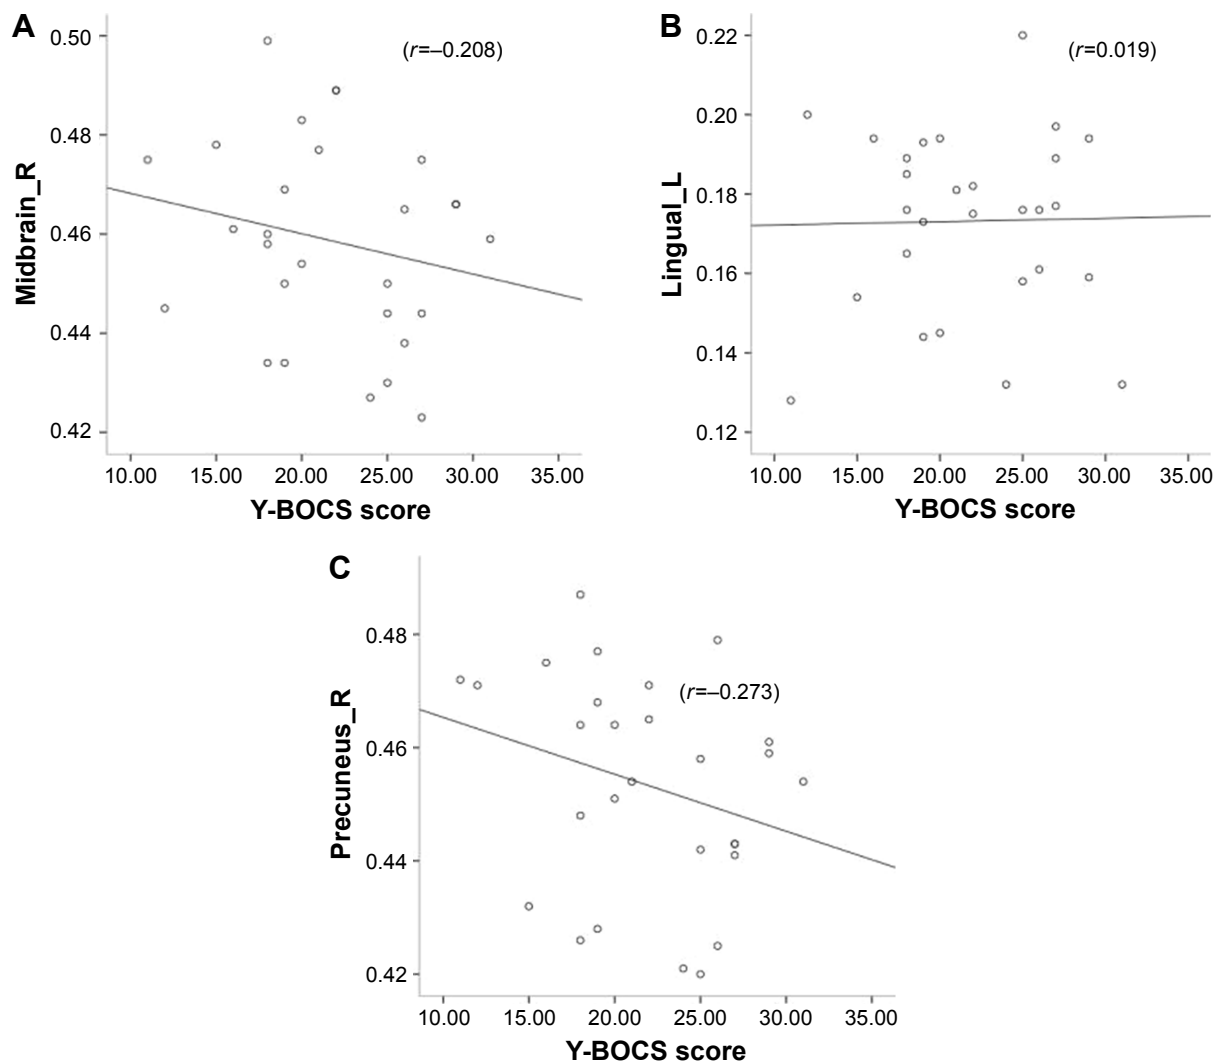 A
(r=–0.208)
0.50
0.48
0.46
0.44
0.42
Midbrain_R
10.00 15.00 20.00 25.00 30.00 35.00
Y-BOCS score
B
(r=0.019)
0.22
0.20
0.18
0.16
0.14
0.12
Lingual_L
10.00 15.00 20.00 25.00 30.00 35.00
Y-BOCS score
C
(r=–0.273)
0.48
0.46
0.44
0.42
Precuneus_R
10.00 15.00 20.00 25.00 30.00 35.00
Y-BOCS score